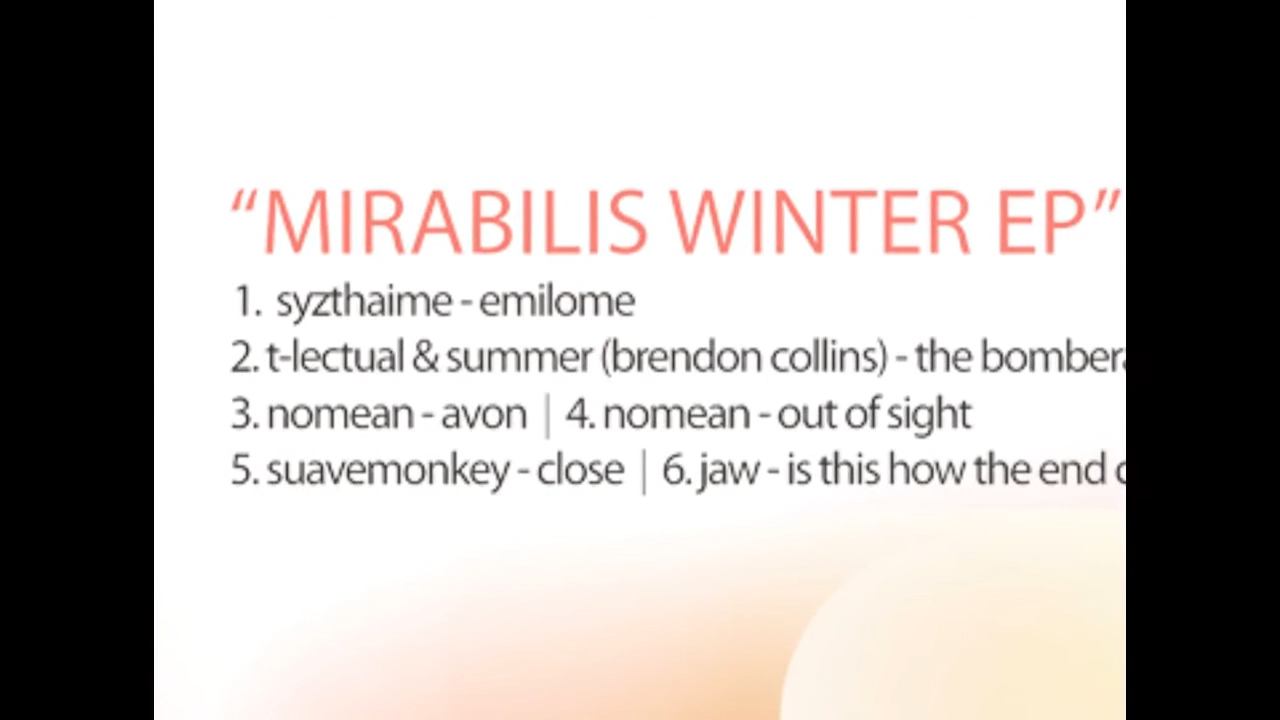 “MIRABILIS WINTER EP”
1. syzthaime - emilome
2. t-lectual & summer (brendon collins) - the
3. nomean - avon | 4. nomean - out of sight
5. suavemonkey - close | 6. jaw - is this how the end